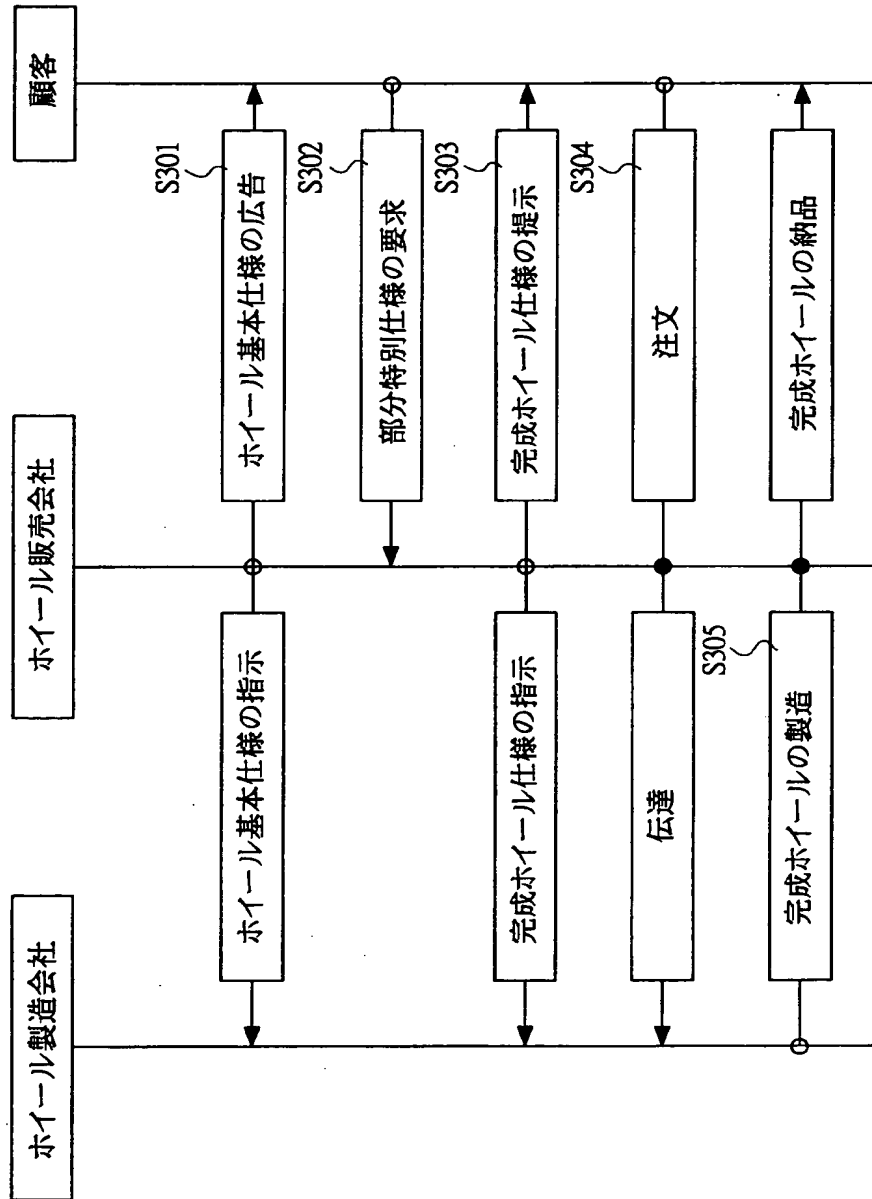 ホイール製造会社
ホイール販売会社
顧客
ホイール基本仕様の指示
ホイール基本仕様の広告
S301
部分特別仕様の要求
S302
完成ホイール仕様の指示
完成ホイール仕様の提示
S303
伝達
注文
S304
完成ホイールの製造
S305
完成ホイールの納品